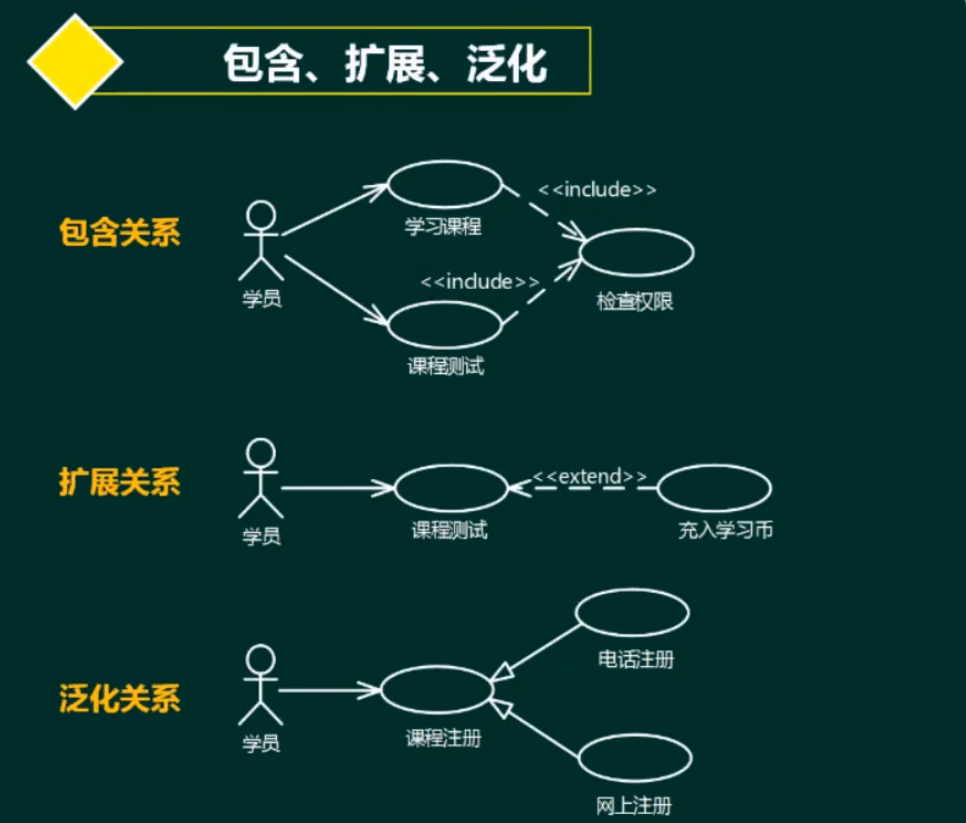 包含、扩展、泛化
包含关系
学员
学习课程
<<include>>
<<include>>
检查权限
课程测试
扩展关系
学员
课程测试
<<extend>>
充入学习币
泛化关系
学员
课程注册
电话注册
网上注册